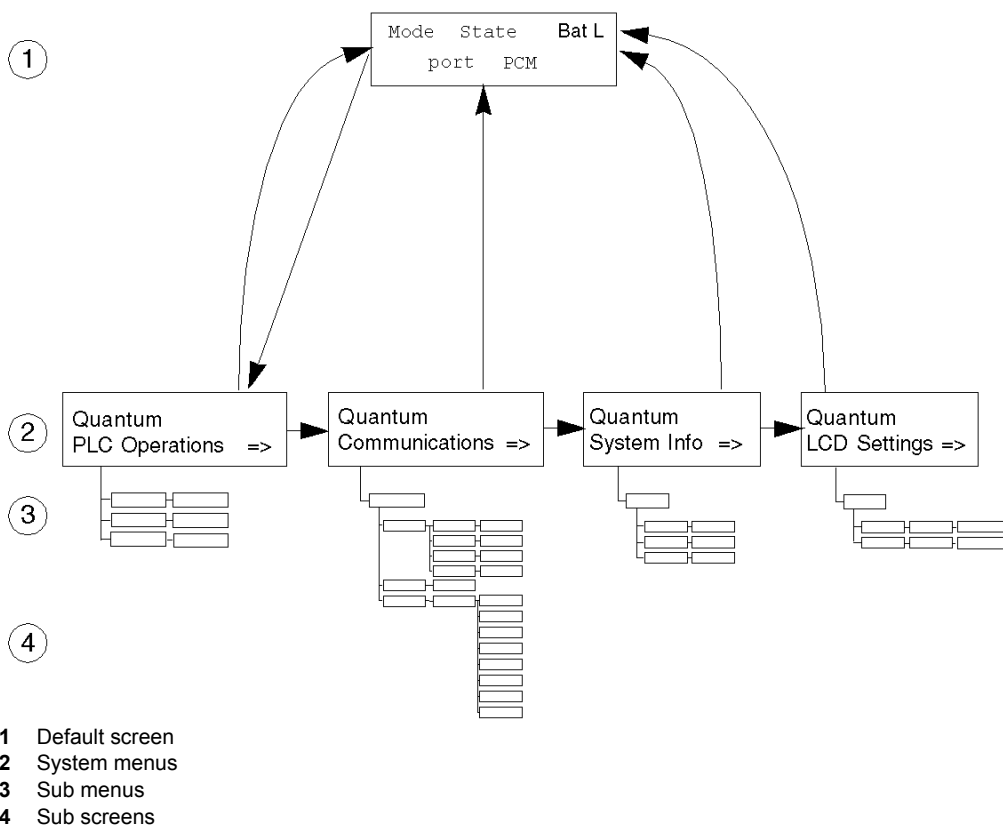 1
Mode State Bat L
port PCM
2
Quantum
PLC Operations =>
Quantum
Communications =>
Quantum
System Info =>
Quantum
LCD Settings =>
3
4
1 Default screen
2 System menus
3 Sub menus
4 Sub screens